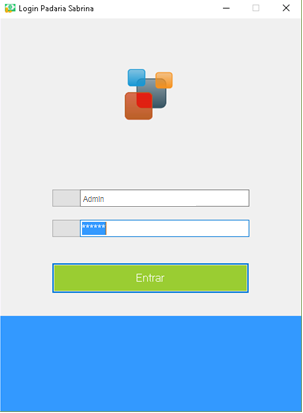 Login Padaria Sabrina
Admin
******
Entrar